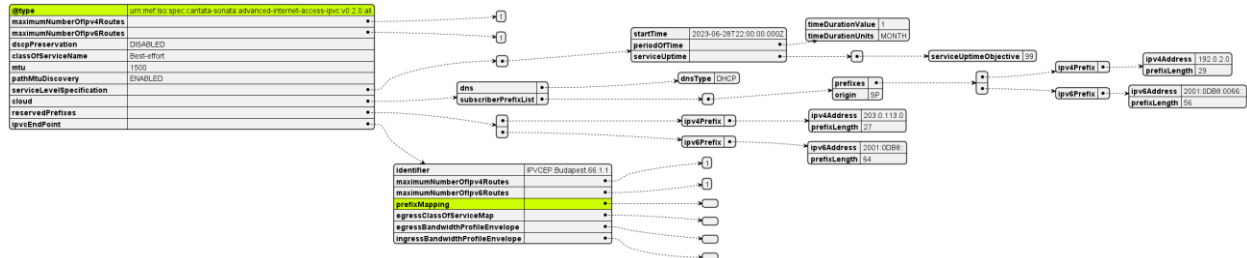 @type urn:mef:lso:spec:cantata-sonata:advanced-internet-access-ipvc:v0.2.0:all
maximumNumberOfIpv4Routes 1
maximumNumberOfIpv6Routes 1
dscpPreservation DISABLED
classOfServiceName Best-effort
mtu 1500
pathMtuDiscovery ENABLED
serviceLevelSpecification
cloud
reservedPrefixes
ipvcEndPoint
startTime 2023-06-28T22:00:00.000Z
periodOfTime
serviceUptime
timeDurationValue 1
timeDurationUnits MONTH
serviceUptimeObjective 99
dns
subscriberPrefixList
dnsType DHCP
prefixes
origin SP
ipv4Prefix
ipv4Address 192.0.2.0
prefixLength 29
ipv6Prefix
ipv6Address 2001:0DB8:0066:
prefixLength 56
ipv4Prefix
ipv4Address 203.0.113.0
prefixLength 27
ipv6Prefix
ipv6Address 2001:0DB8:
prefixLength 64
identifier IPVCEP.Budapest.66.1.1
maximumNumberOfIpv4Routes 1
maximumNumberOfIpv6Routes 1
prefixMapping
egressClassOfServiceMap
egressBandwidthProfileEnvelope
ingressBandwidthProfileEnvelope